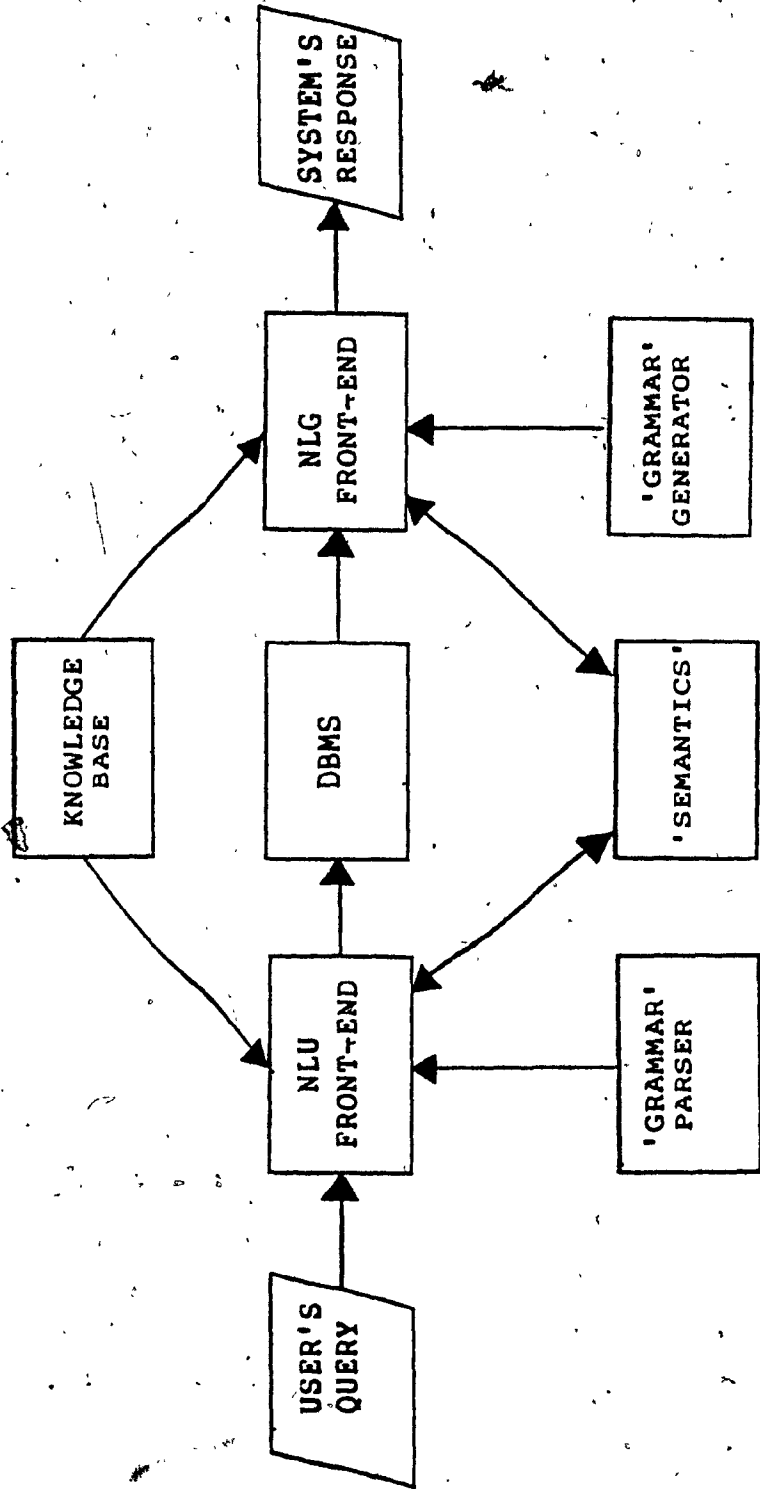 KNOWLEDGE
BASE
USER'S
QUERY
NLU
FRONT-END
DBMS
NLG
FRONT-END
SYSTEM'S
RESPONSE
'GRAMMAR'
PARSER
'SEMANTICS'
'GRAMMAR'
GENERATOR